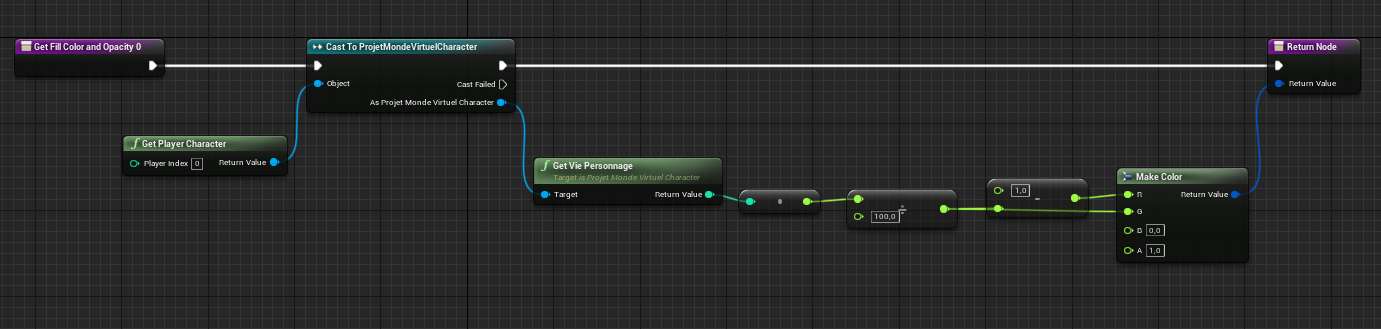 Get Fill Color and Opacity 0
Cast To ProjetMondeVirtuelCharacter
Object
Cast Failed
As Projet Monde Virtuel Character
Return Node
Return Value
Get Player Character
Player Index 0
Return Value
Get Vie Personnage
Target is Projet Monde Virtuel Character
Target
Return Value
100,0
÷
1,0
-
Make Color
R
Return Value
G
B 0,0
A 1,0